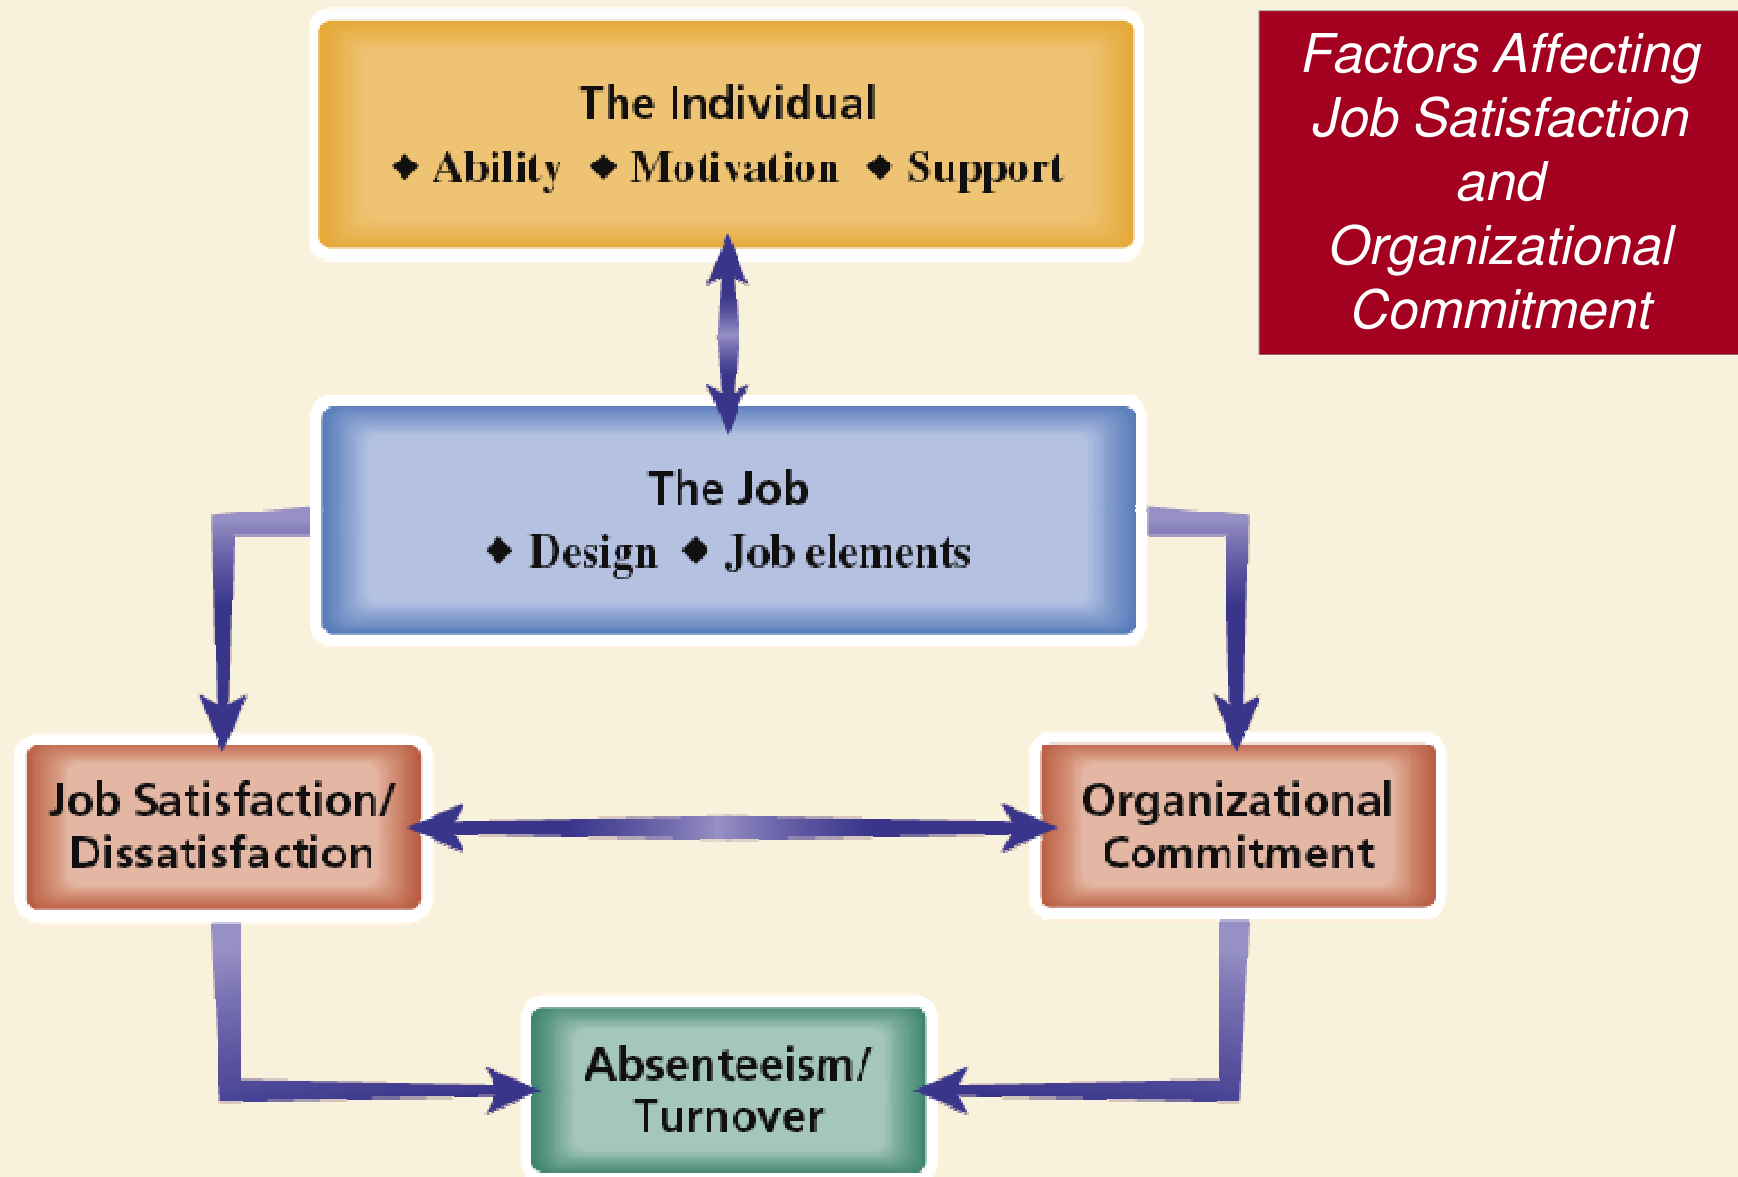 Factors Affecting
Job Satisfaction
and
Organizational
Commitment
The Individual
◆ Ability ◆ Motivation ◆ Support
The Job
◆ Design ◆ Job elements
Job Satisfaction/
Dissatisfaction
Organizational
Commitment
Absenteeism/
Turnover